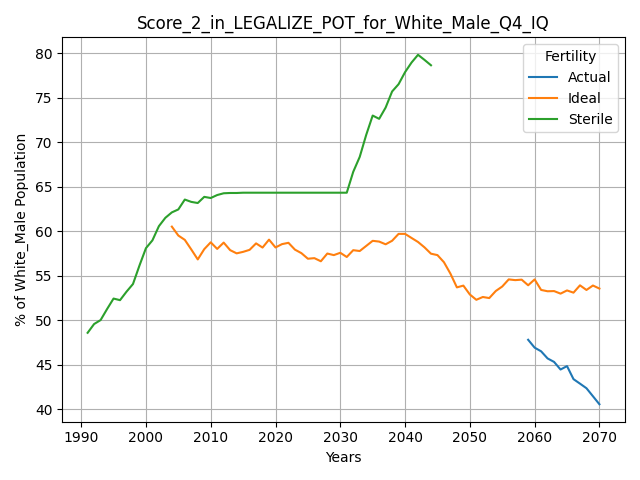 Score_2_in_LEGALIZE_POT_for_White_Male_Q4_IQ
% of White_Male Population
80
75
70
65
60
55
50
45
40
Fertility
Actual
Ideal
Sterile
1990 2000 2010 2020 2030 2040 2050 2060 2070
Years